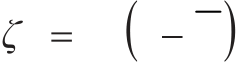 ζ = ( − ‾ )